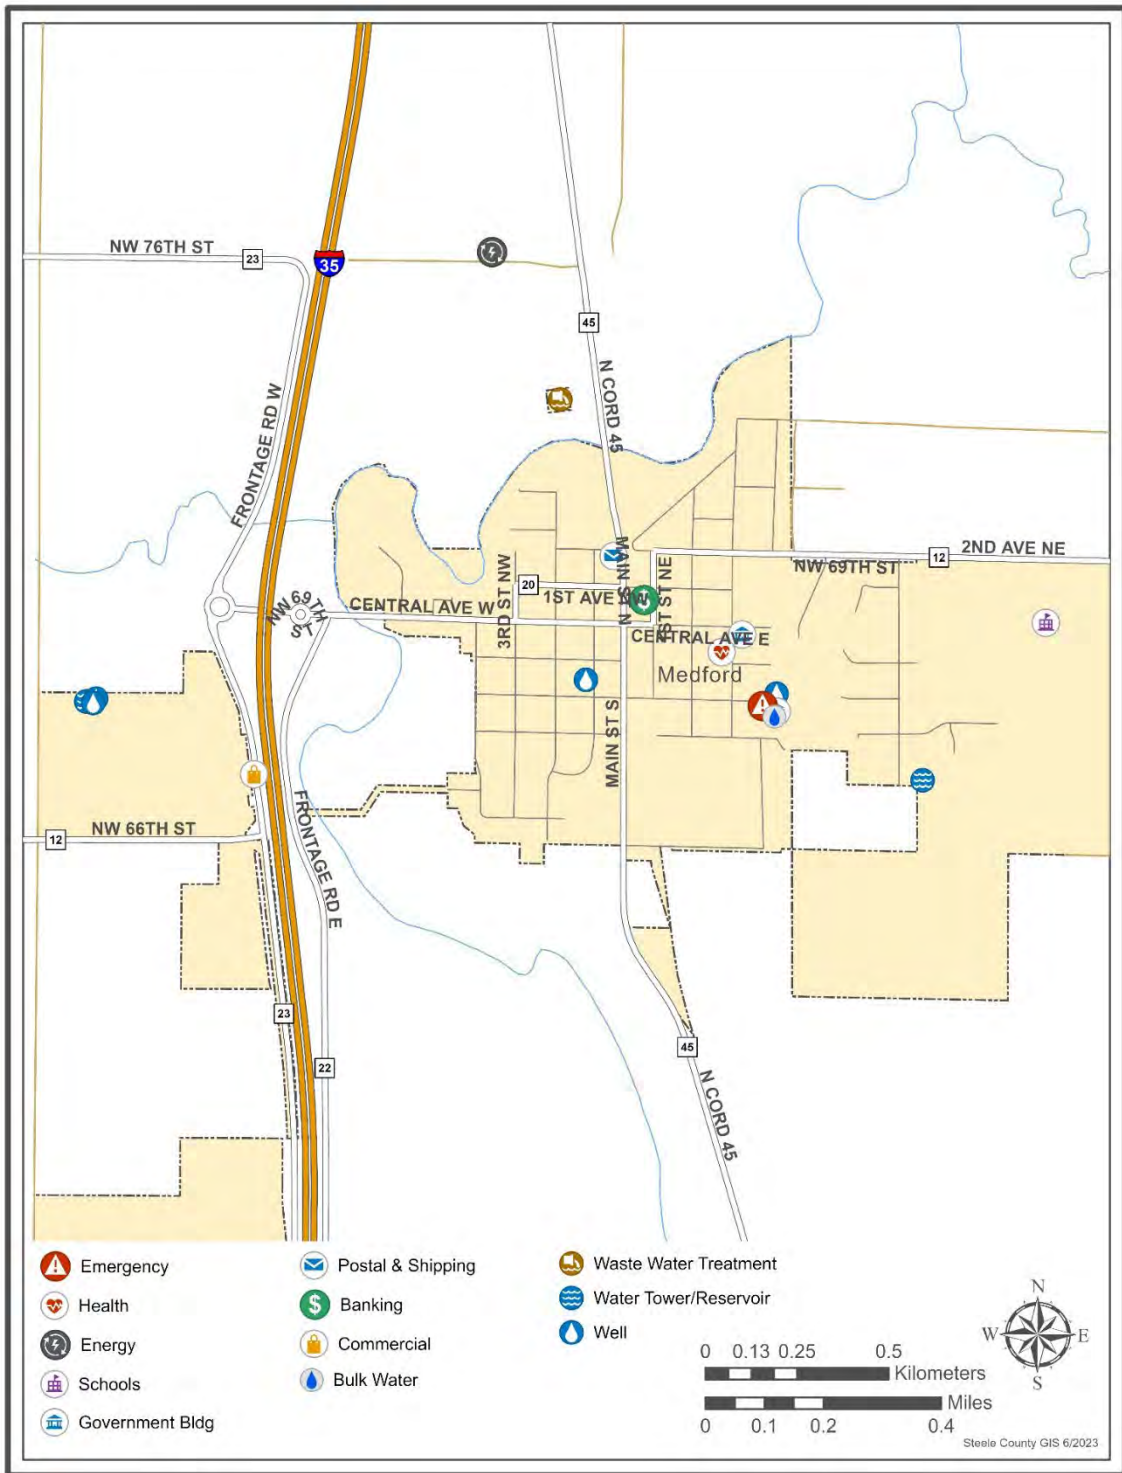 NW 76TH ST
23
35
45
N CORD 45
FRONTAGE RD W
2ND AVE NE
12
NW 69TH ST
MAIN ST N
1ST ST NE
20
1ST AVE NW
3RD ST NW
CENTRAL AVE W
NW 69TH
ST
CENTRAL AVE E
Medford
MAIN ST S
NW 66TH ST
12
FRONTAGE RD E
23
22
45
N CORD 45
Emergency
Health
Energy
Schools
Government Bldg
Postal & Shipping
$ Banking
Commercial
Bulk Water
Waste Water Treatment
Water Tower/Reservoir
Well
N
W
E
S
0 0.13 0.25 0.5
Kilometers
Miles
0 0.1 0.2 0.4
Steele County GIS 6/2023